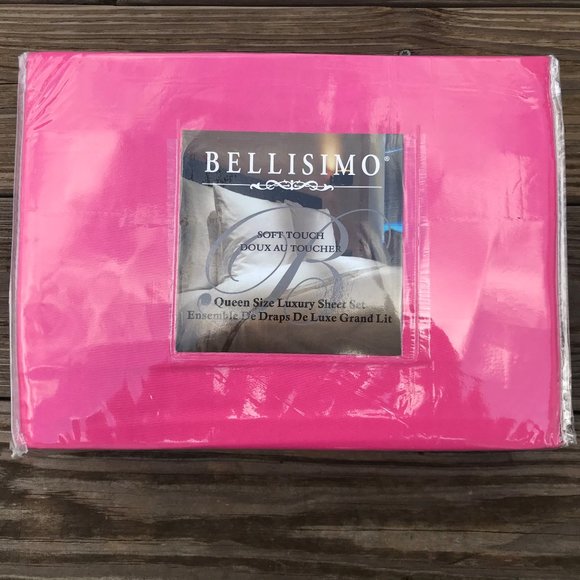 BELLISIMO®
SOFT TOUCH
DOUX AU TOUCHER
B
Queen Size Luxury Sheet Set
Ensemble De Draps De Luxe Grand Lit